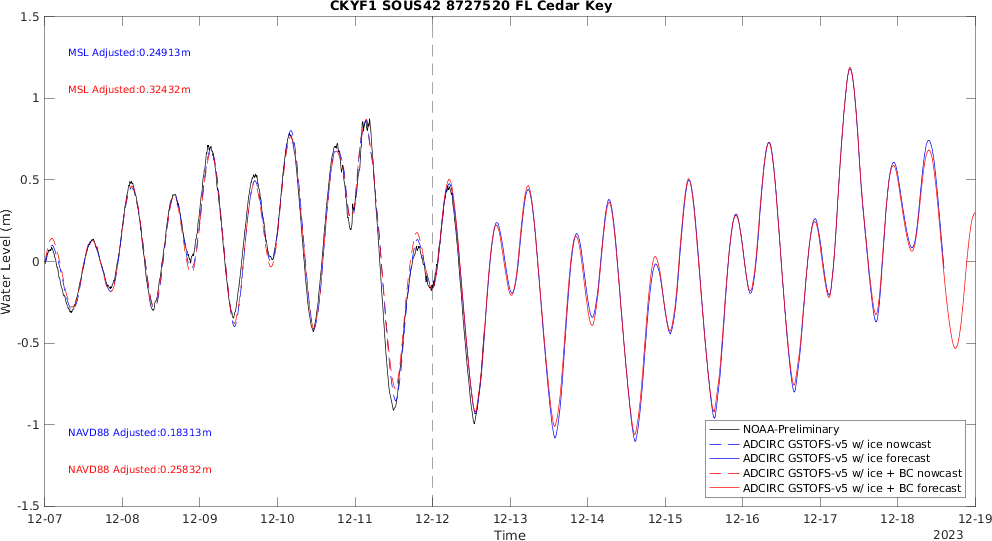 CKYF1 SOUS42 8727520 FL Cedar Key
1.5
1
0.5
0
-0.5
-1
-1.5
Water Level (m)
MSL Adjusted:0.24913m
MSL Adjusted:0.32432m
NAVD88 Adjusted:0.18313m
NAVD88 Adjusted:0.25832m
NOAA-Preliminary
ADCIRC GSTOFS-v5 w/ ice nowcast
ADCIRC GSTOFS-v5 w/ ice forecast
ADCIRC GSTOFS-v5 w/ ice + BC nowcast
ADCIRC GSTOFS-v5 w/ ice + BC forecast
12-07 12-08 12-09 12-10 12-11 12-12 12-13 12-14 12-15 12-16 12-17 12-18 12-19
Time
2023